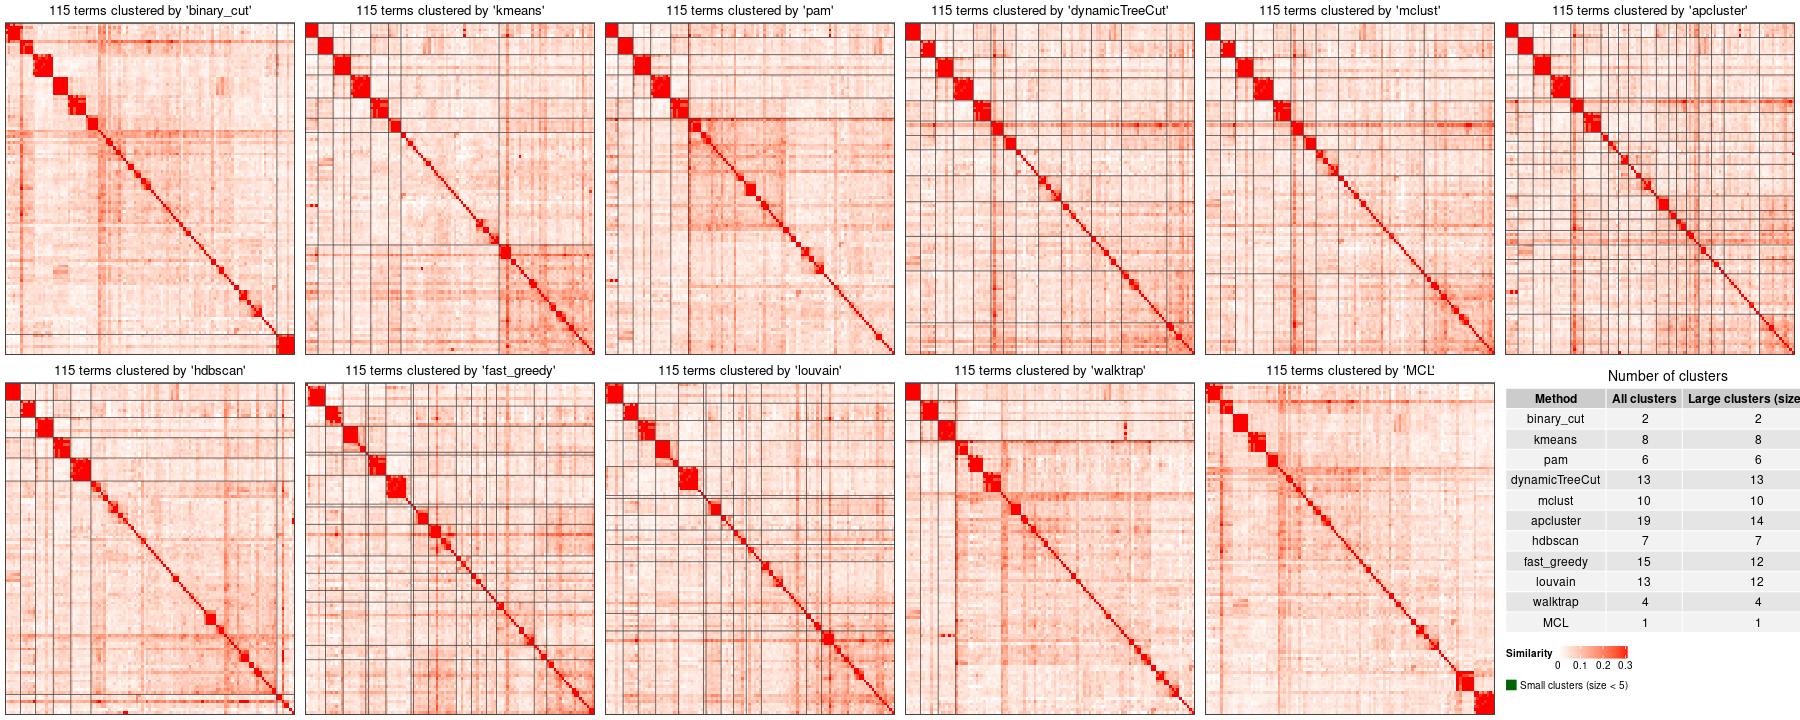 115 terms clustered by 'binary_cut'
115 terms clustered by 'kmeans'
115 terms clustered by 'pam'
115 terms clustered by 'dynamicTreeCut'
115 terms clustered by 'mclust'
115 terms clustered by 'apcluster'
115 terms clustered by 'hdbscan'
115 terms clustered by 'fast_greedy'
115 terms clustered by 'louvain'
115 terms clustered by 'walktrap'
115 terms clustered by 'MCL'
Number of clusters
Method All clusters Large clusters (size
binary_cut 2 2
kmeans 8 8
pam 6 6
dynamicTreeCut 13 13
mclust 10 10
apcluster 19 14
hdbscan 7 7
fast_greedy 15 12
louvain 13 12
walktrap 4 4
MCL 1 1
Similarity
0 0.1 0.2 0.3
Small clusters (size < 5)